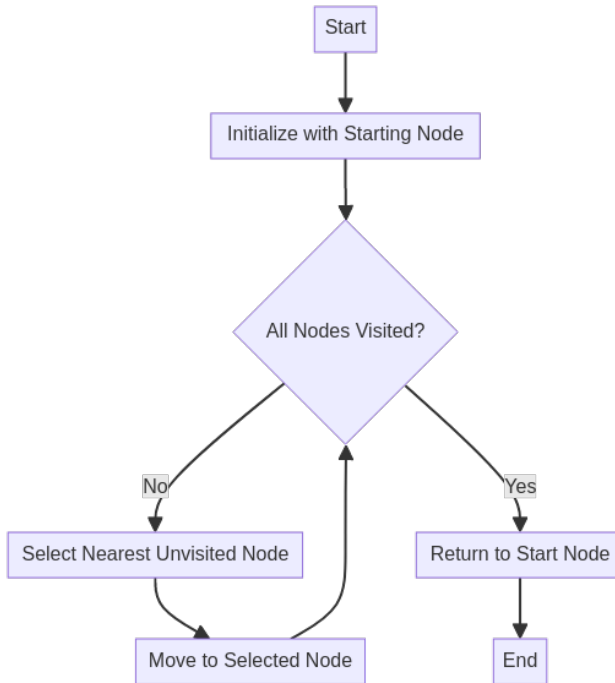 Start
Initialize with Starting Node
All Nodes Visited?
No
Yes
Select Nearest Unvisited Node
Return to Start Node
Move to Selected Node
End